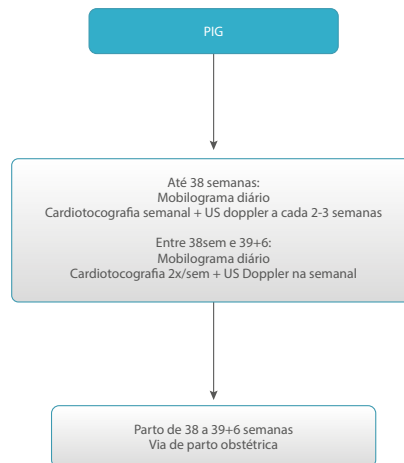 PIG
Até 38 semanas:
Mobilograma diário
Cardiotocografia semanal + US doppler a cada 2-3 semanas
Entre 38sem e 39+6:
Mobilograma diário
Cardiotocografia 2x/sem + US Doppler na semanal
Parto de 38 a 39+6 semanas
Via de parto obstétrica